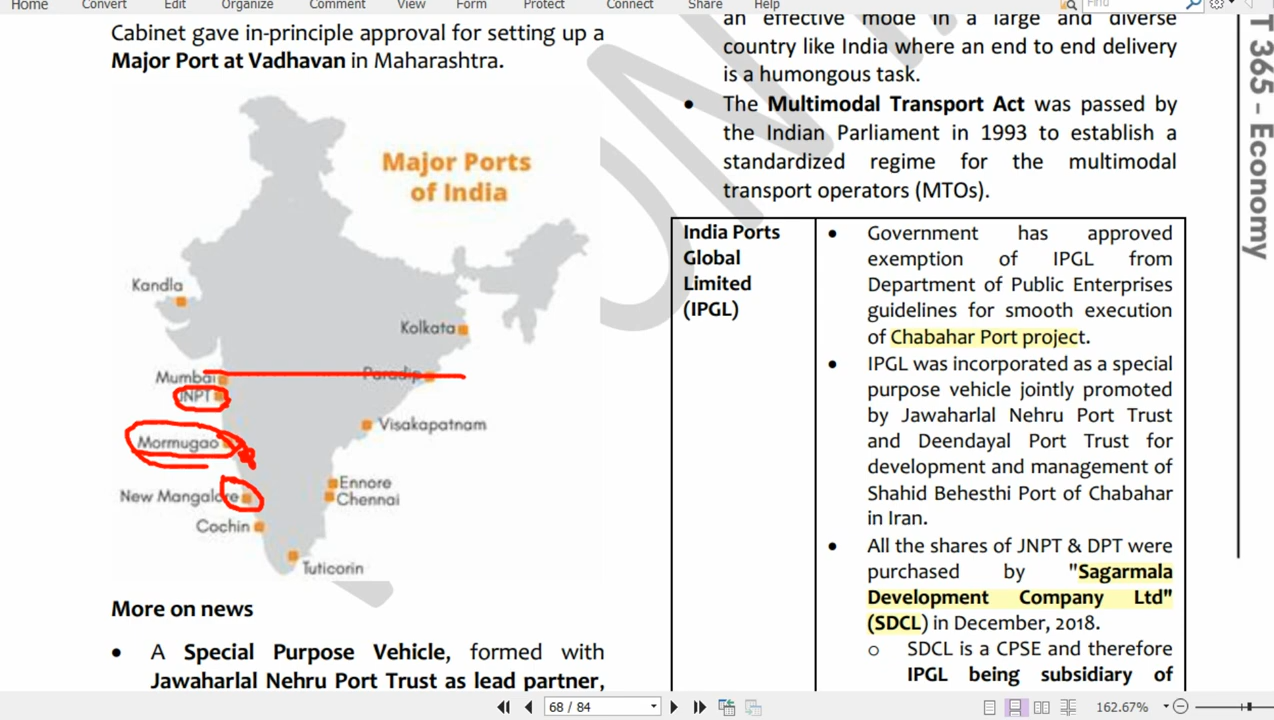 Home Convert Edit Organize Comment View Form Protect Connect Share Help Find
Cabinet gave in-principle approval for setting up a
Major Port at Vadhavan in Maharashtra.
Major Ports
of India
Kandla
Kolkata
Mumbai
Paradip
JNPT
Visakapatnam
Mormugao
Ennore
New Mangalore
Chennai
Cochin
Tuticorin
More on news
• A Special Purpose Vehicle, formed with
Jawaharlal Nehru Port Trust as lead partner,
an effective mode in a large and diverse
country like India where an end to end delivery
is a humongous task.
• The Multimodal Transport Act was passed by
the Indian Parliament in 1993 to establish a
standardized regime for the multimodal
transport operators (MTOs).
India Ports
Global
Limited
(IPGL)
• Government has approved
exemption of IPGL from
Department of Public Enterprises
guidelines for smooth execution
of Chabahar Port project.
• IPGL was incorporated as a special
purpose vehicle jointly promoted
by Jawaharlal Nehru Port Trust
and Deendayal Port Trust for
development and management of
Shahid Behesthi Port of Chabahar
in Iran.
• All the shares of JNPT & DPT were
purchased by "Sagarmala
Development Company Ltd"
(SDCL) in December, 2018.
o SDCL is a CPSE and therefore
IPGL being subsidiary of
T 365 - Economy
68 / 84
162.67%